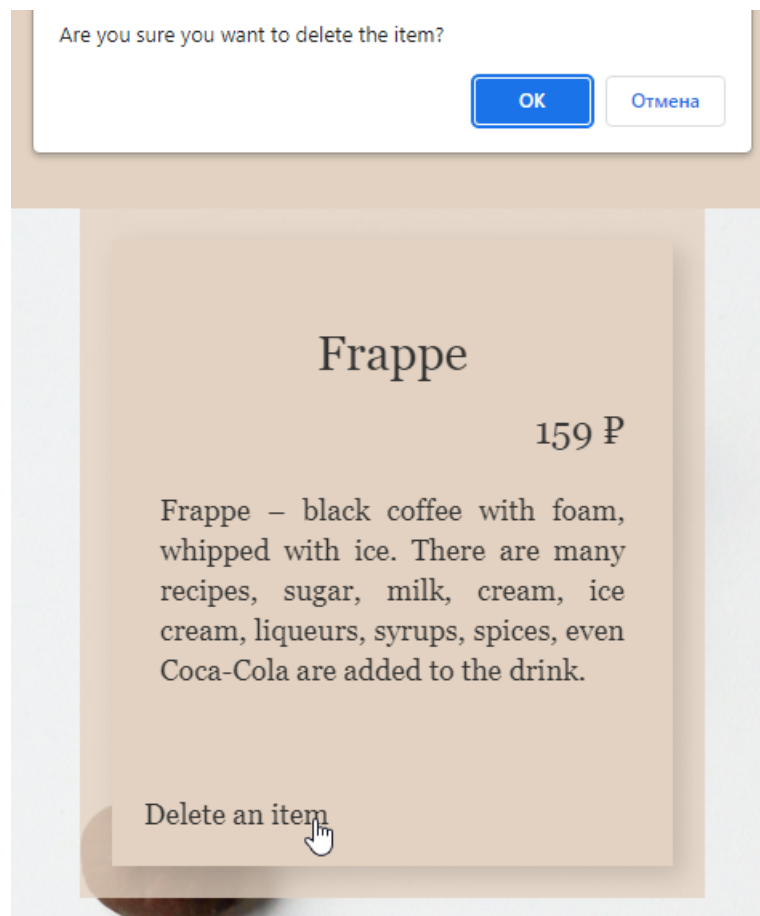 Are you sure you want to delete the item?
ОК
Отмена
Frappe
159 ₽
Frappe – black coffee with foam,
whipped with ice. There are many
recipes, sugar, milk, cream, ice
cream, liqueurs, syrups, spices, even
Coca-Cola are added to the drink.
Delete an item